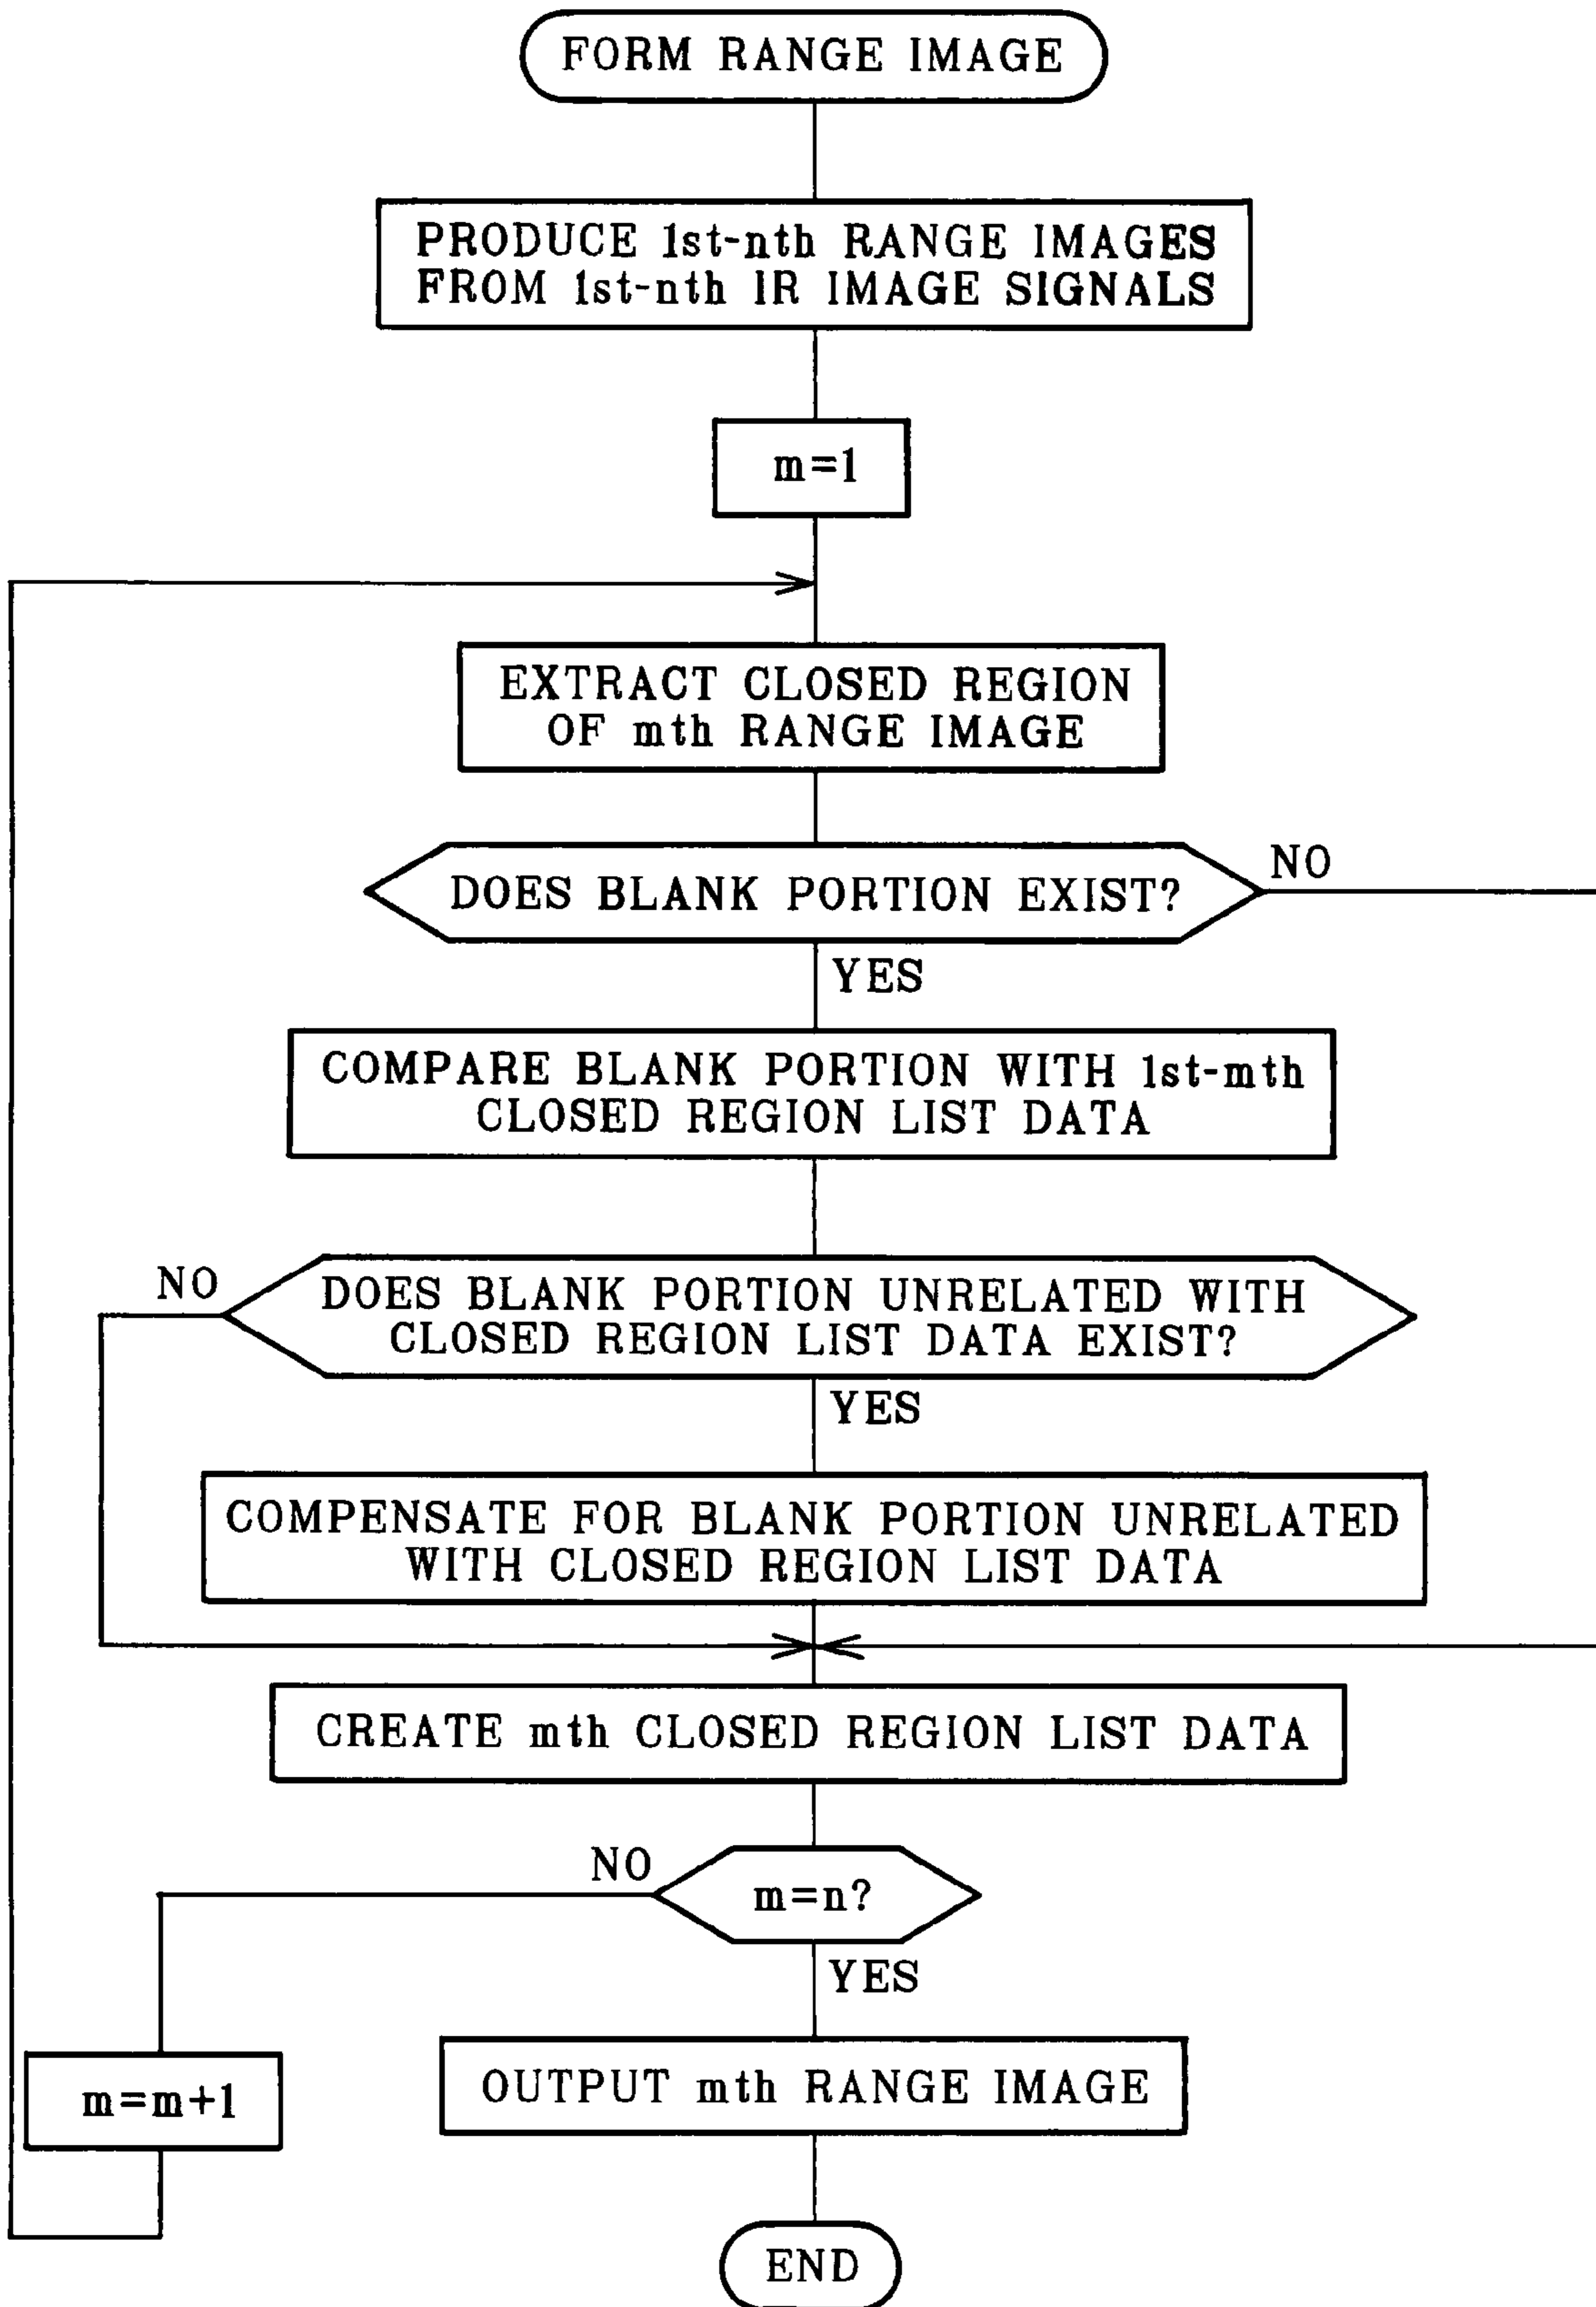 FORM RANGE IMAGE
PRODUCE 1st-nth RANGE IMAGES
FROM 1st-nth IR IMAGE SIGNALS
m=1
EXTRACT CLOSED REGION
OF mth RANGE IMAGE
DOES BLANK PORTION EXIST?
NO
YES
COMPARE BLANK PORTION WITH 1st-mth
CLOSED REGION LIST DATA
NO
DOES BLANK PORTION UNRELATED WITH
CLOSED REGION LIST DATA EXIST?
YES
COMPENSATE FOR BLANK PORTION UNRELATED
WITH CLOSED REGION LIST DATA
CREATE mth CLOSED REGION LIST DATA
NO
m=n?
YES
m=m+1
OUTPUT mth RANGE IMAGE
END